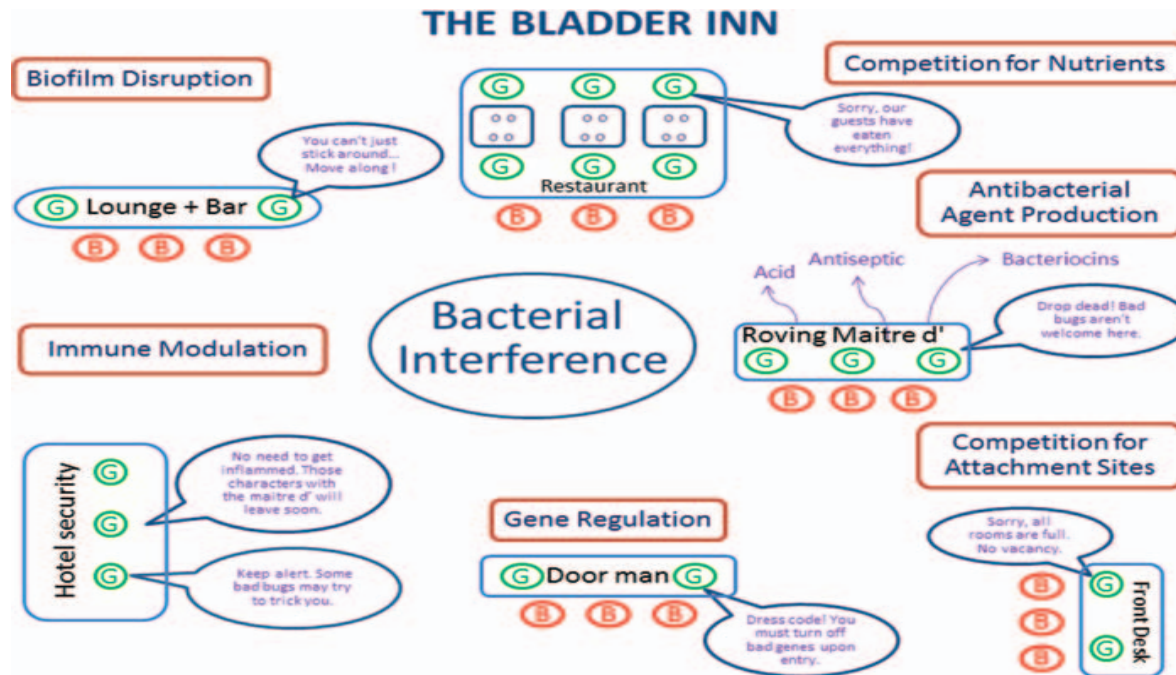 THE BLADDER INN
Biofilm Disruption
You can't just
stick around...
Move along!
G Lounge + Bar G
B B B
G G G
G G G
Restaurant
B B B
Competition for Nutrients
Sorry, our
guests have
eaten
everything!
Antibacterial
Agent Production
Acid
Antiseptic
Bacteriocins
Roving Maitre d'
G G G
B B B
Drop dead! Bad
bugs aren't
welcome here.
Bacterial
Interference
Immune Modulation
Hotel security
G
G
G
No need to get
inflammed. Those
characters with
the maitre d' will
leave soon.
Keep alert. Some
bad bugs may try
to trick you.
Gene Regulation
G Door man G
B B B
Dress code! You
must turn off
bad genes upon
entry.
Competition for
Attachment Sites
Sorry, all
rooms are full.
No vacancy.
B
B
B
G
G
Front Desk